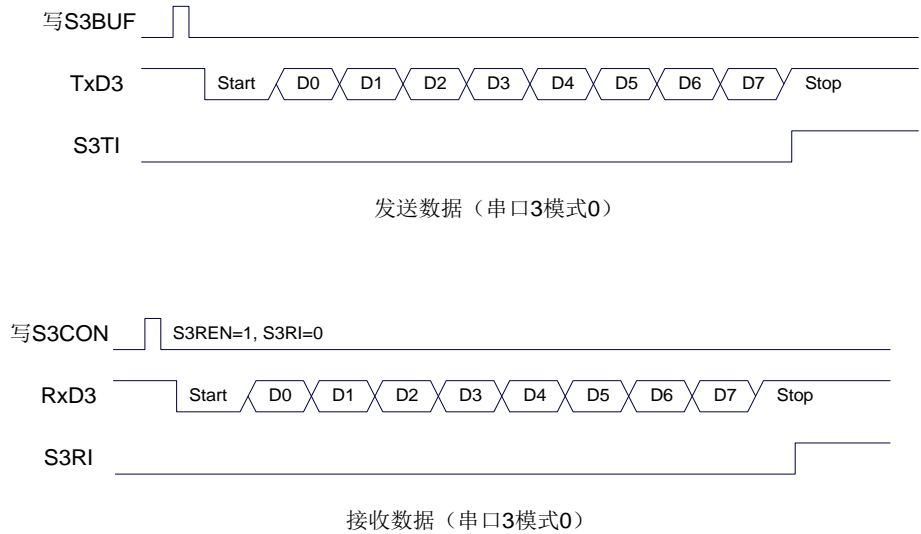 写S3BUF
TxD3 Start D0 D1 D2 D3 D4 D5 D6 D7 Stop
S3TI
发送数据（串口3模式0）
写S3CON S3REN=1, S3RI=0
RxD3 Start D0 D1 D2 D3 D4 D5 D6 D7 Stop
S3RI
接收数据（串口3模式0）